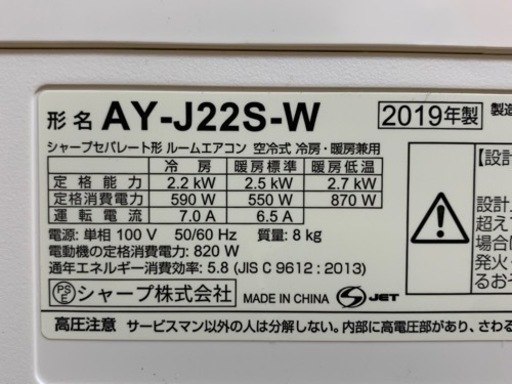 形名 AY-J22S-W 2019年製 製造
シャープセパレート形 ルームエアコン 空冷式 冷房・暖房兼用
冷房 暖房標準 暖房低温
定格能力 2.2 kW 2.5 kW 2.7 kW
定格消費電力 590 W 550 W 870 W
運転電流 7.0 A 6.5 A
電源: 単相 100 V 50/60 Hz 質量: 8 kg
電動機の定格消費電力: 820 W
通年エネルギー消費効率: 5.8 (JIS C 9612 : 2013)
PSE シャープ株式会社 MADE IN CHINA S JET
高圧注意 サービスマン以外の人は分解しない。内部に高電圧部があり、さわる
【設計
設計上
超えて
場合に
発火・
るおそ